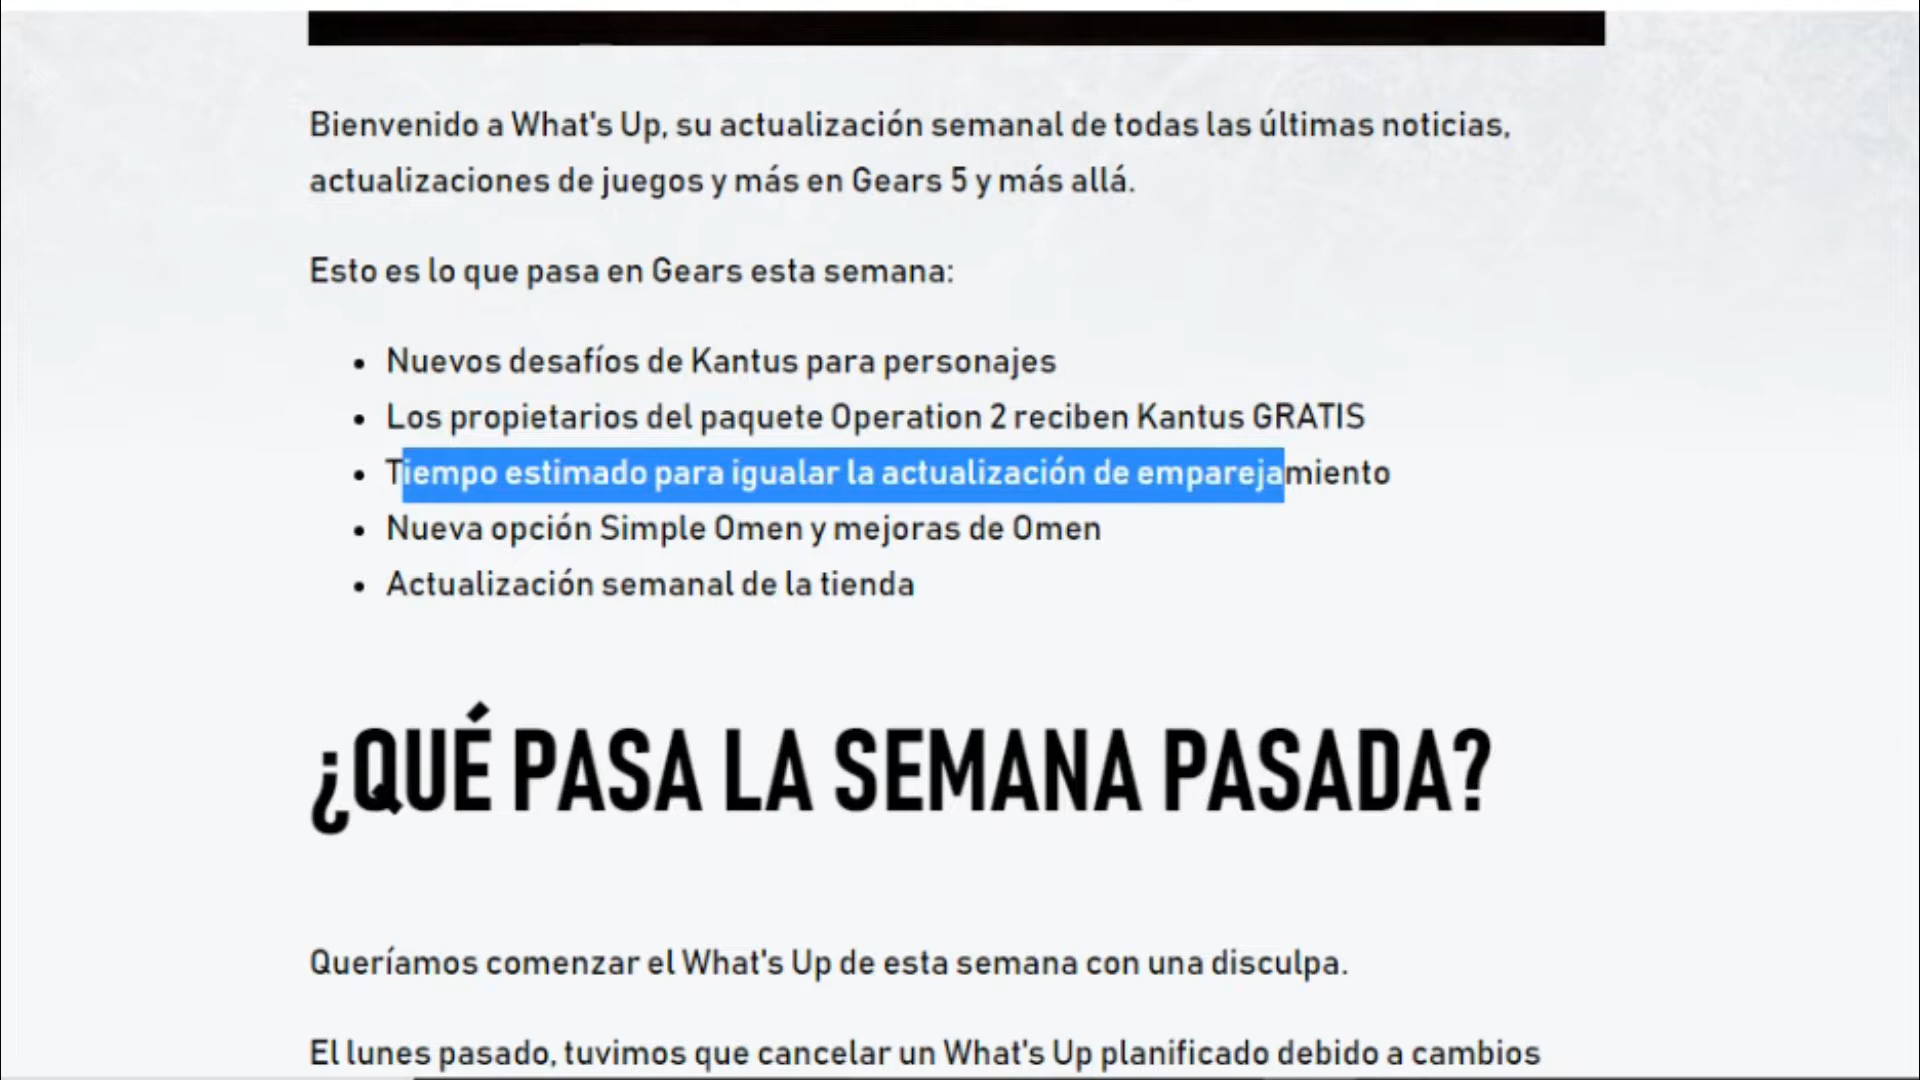 Bienvenido a What's Up, su actualización semanal de todas las últimas noticias,
actualizaciones de juegos y más en Gears 5 y más allá.
Esto es lo que pasa en Gears esta semana:
• Nuevos desafíos de Kantus para personajes
• Los propietarios del paquete Operation 2 reciben Kantus GRATIS
• Tiempo estimado para igualar la actualización de emparejamiento
• Nueva opción Simple Omen y mejoras de Omen
• Actualización semanal de la tienda
¿QUÉ PASA LA SEMANA PASADA?
Queríamos comenzar el What's Up de esta semana con una disculpa.
El lunes pasado, tuvimos que cancelar un What's Up planificado debido a cambios